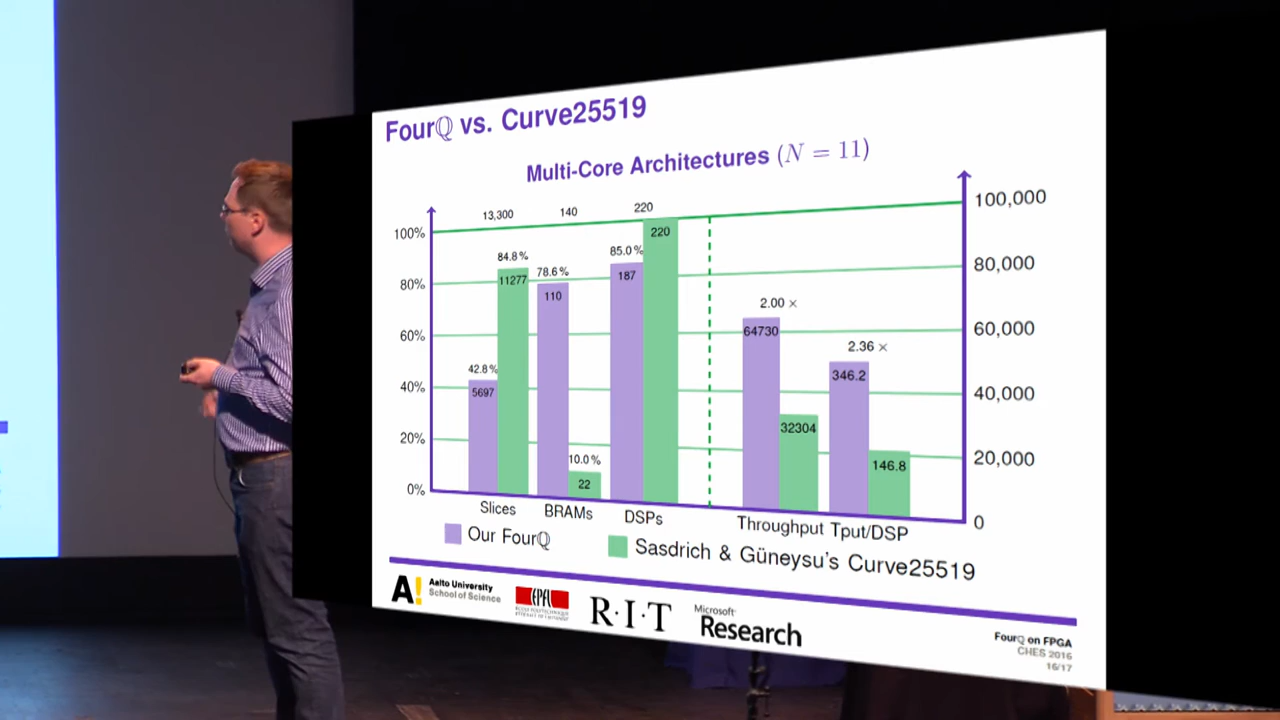 Fourℚ vs. Curve25519
Multi-Core Architectures (N = 11)
13,300 140 220
100%
80%
60%
40%
20%
0%
42.8%
5697
84.8%
11277
78.6%
110
10.0%
22
85.0%
187
220
2.00 ×
64730
32304
2.36 ×
346.2
146.8
100,000
80,000
60,000
40,000
20,000
0
Slices BRAMs DSPs Throughput Tput/DSP
Our Fourℚ Sasdrich & Güneysu's Curve25519
A! Aalto University
School of Science
EPFL
R·I·T
Microsoft
Research
Fourℚ on FPGA
CHES 2016
16/17